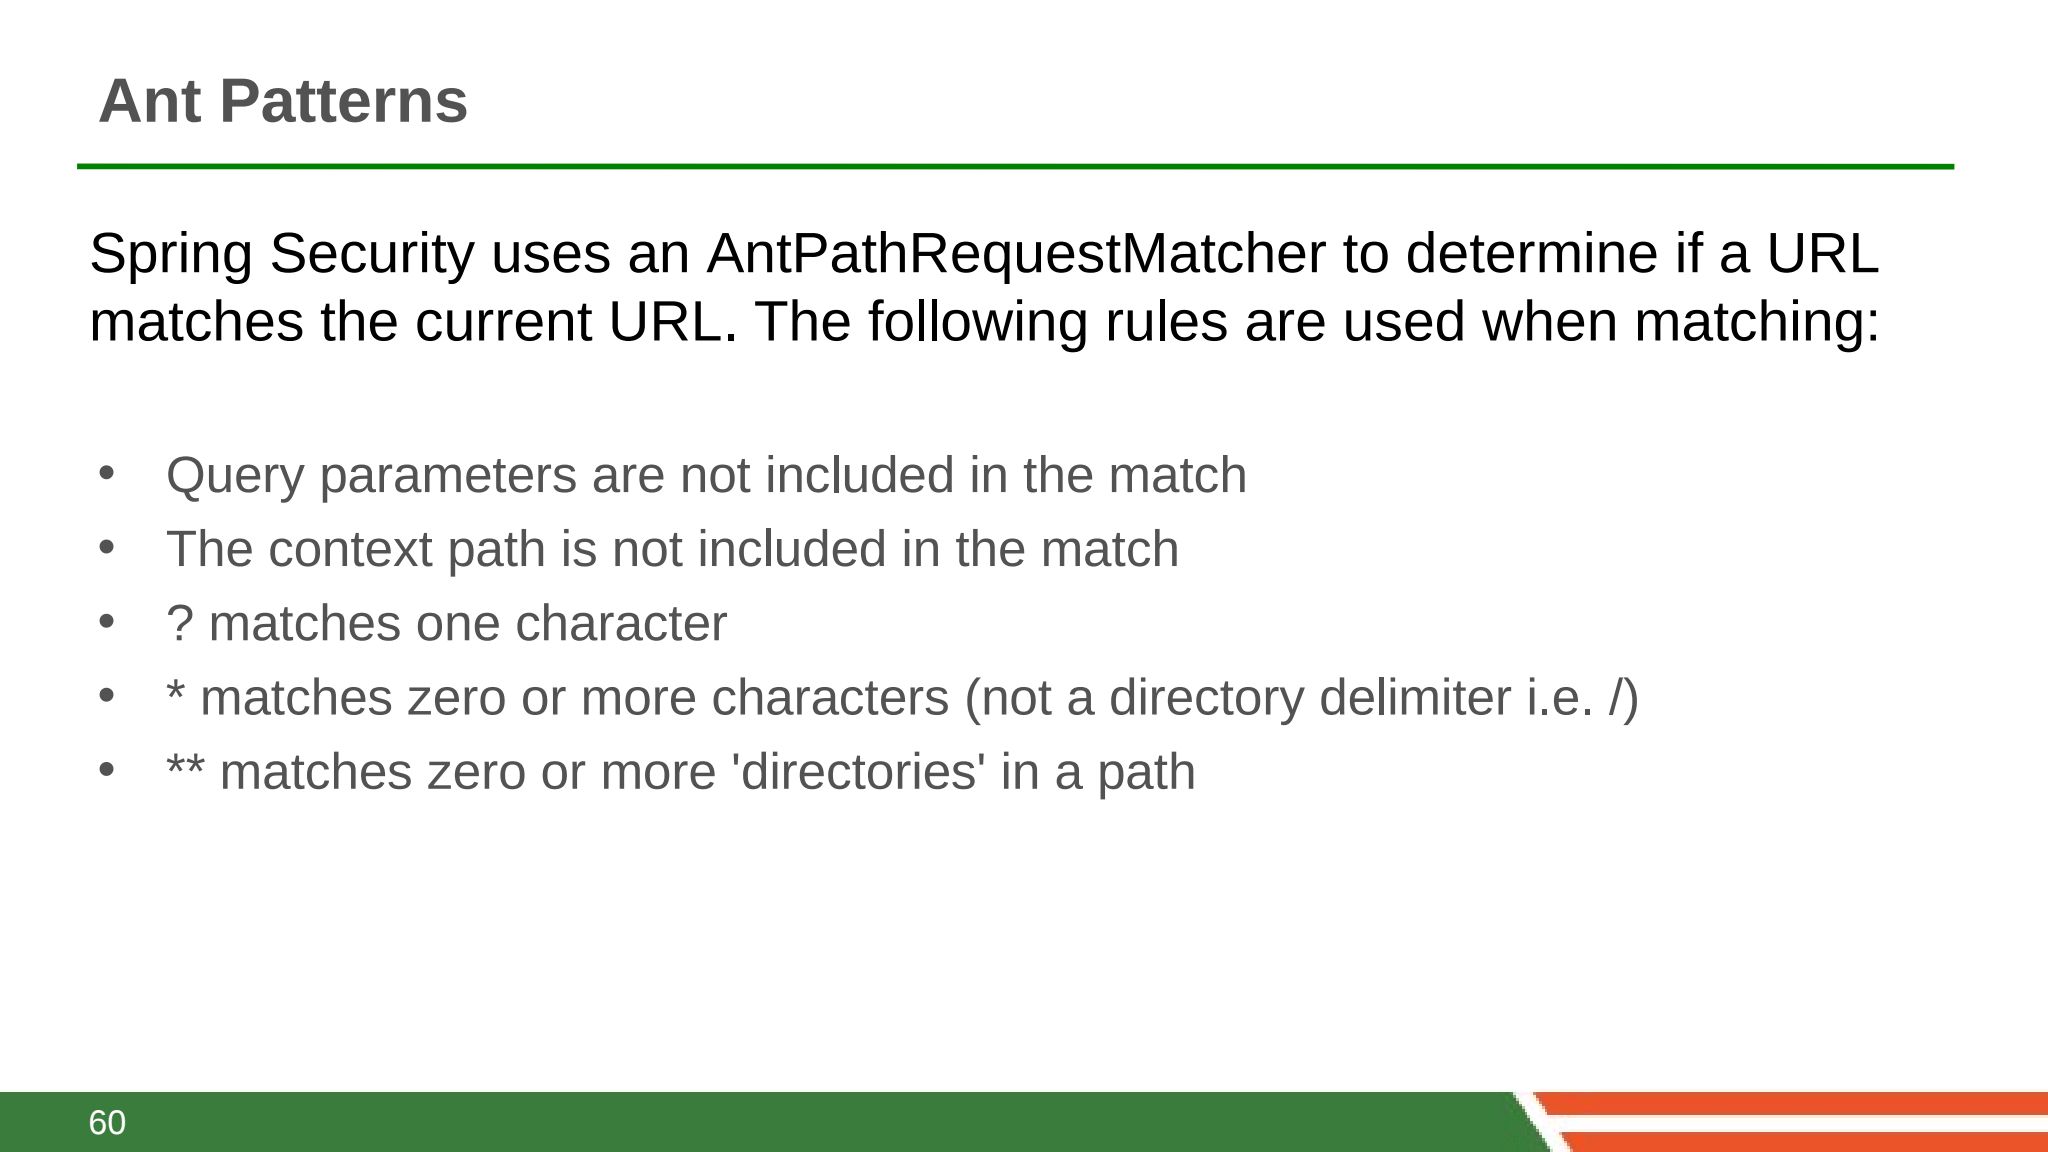 Ant Patterns
Spring Security uses an AntPathRequestMatcher to determine if a URL
matches the current URL. The following rules are used when matching:
• Query parameters are not included in the match
• The context path is not included in the match
• ? matches one character
• * matches zero or more characters (not a directory delimiter i.e. /)
• ** matches zero or more 'directories' in a path
60